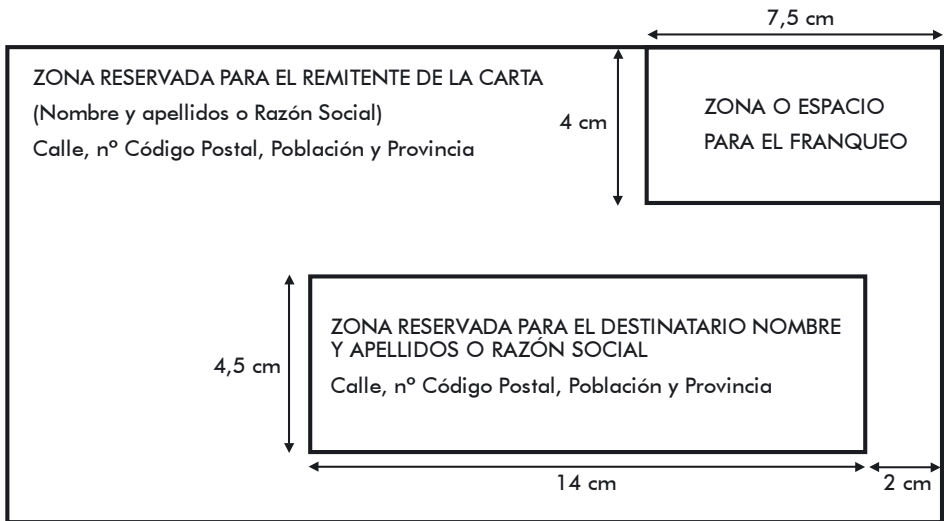 7,5 cm
ZONA RESERVADA PARA EL REMITENTE DE LA CARTA
(Nombre y apellidos o Razón Social)
Calle, nº Código Postal, Población y Provincia
4 cm
ZONA O ESPACIO
PARA EL FRANQUEO
4,5 cm
ZONA RESERVADA PARA EL DESTINATARIO NOMBRE
Y APELLIDOS O RAZÓN SOCIAL
Calle, nº Código Postal, Población y Provincia
14 cm
2 cm